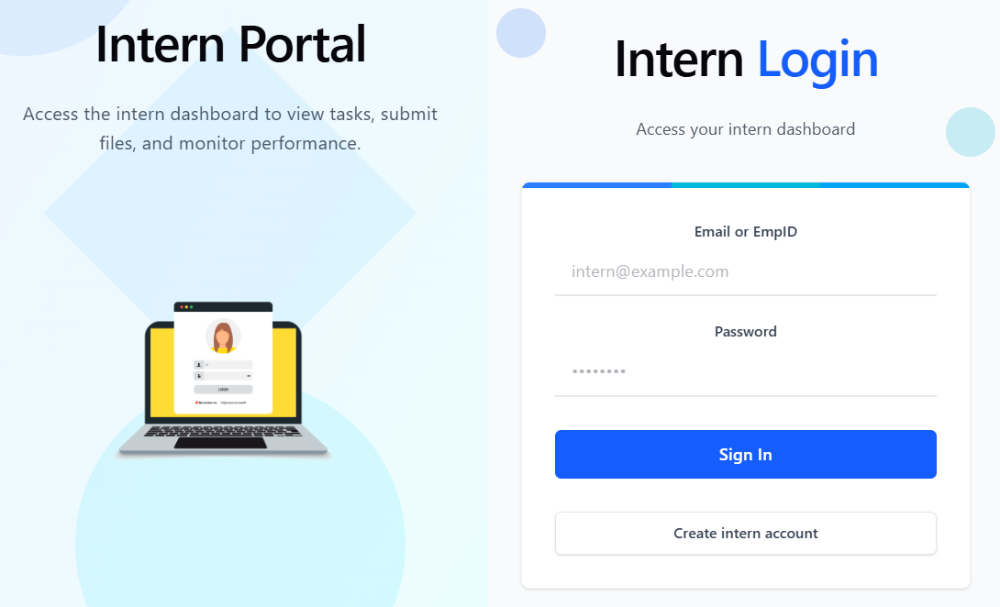 Intern Portal
Access the intern dashboard to view tasks, submit
files, and monitor performance.
LOGIN
Intern Login
Access your intern dashboard
Email or EmpID
intern@example.com
Password
••••••••
Sign In
Create intern account